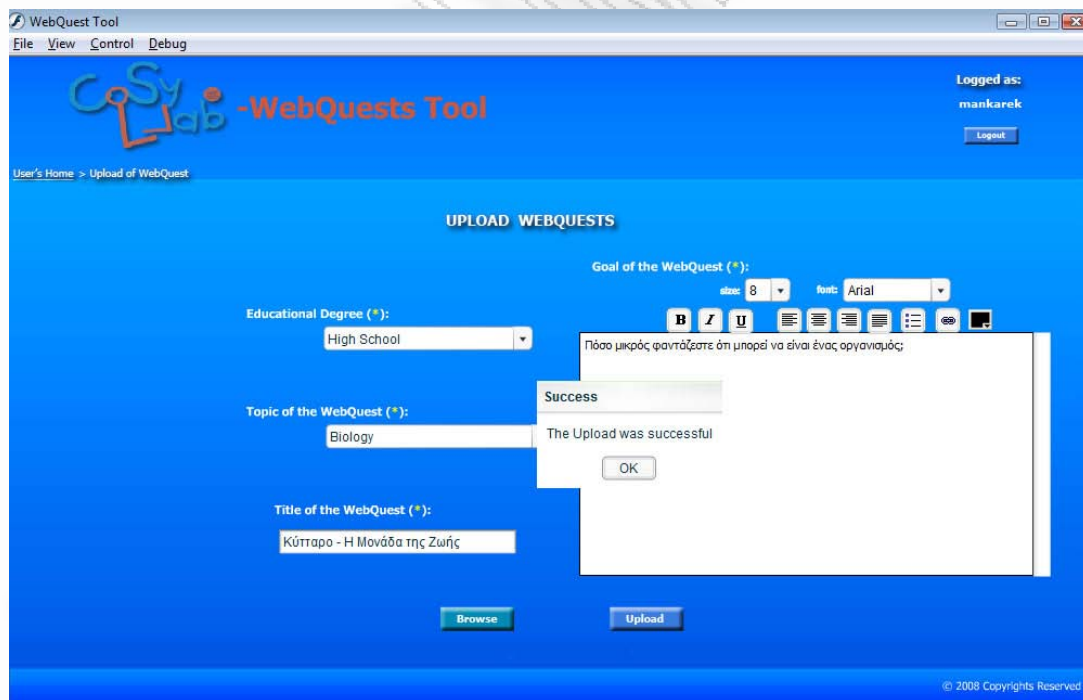 WebQuest Tool
File View Control Debug
CoSy Lab -WebQuests Tool
Logged as:
mankarek
Logout
User's Home > Upload of WebQuest
UPLOAD WEBQUESTS
Goal of the WebQuest (*):
size: 8 font: Arial
B I U
Educational Degree (*):
High School
Πόσο μικρός φαντάζεστε ότι μπορεί να είναι ένας οργανισμός;
Topic of the WebQuest (*):
Biology
Success
The Upload was successful
OK
Title of the WebQuest (*):
Κύτταρο - Η Μονάδα της Ζωής
Browse Upload
© 2008 Copyrights Reserved